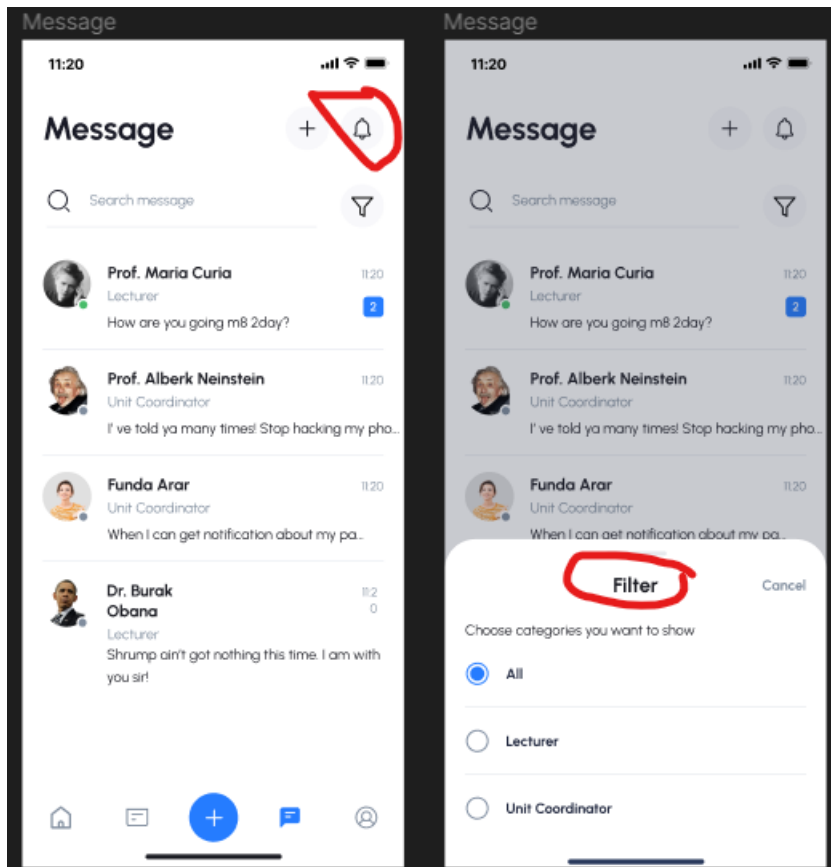 Message
11:20
Message
Search message
Prof. Maria Curia
11:20
Lecturer
2
How are you going m8 2day?
Prof. Alberk Neinstein
11:20
Unit Coordinator
I' ve told ya many times! Stop hacking my pho...
Funda Arar
11:20
Unit Coordinator
When I can get notification about my pa...
Dr. Burak
Obana
11:2
0
Lecturer
Shrump ain't got nothing this time. I am with
you sir!
Message
11:20
Message
Search message
Prof. Maria Curia
11:20
Lecturer
2
How are you going m8 2day?
Prof. Alberk Neinstein
11:20
Unit Coordinator
I' ve told ya many times! Stop hacking my pho...
Funda Arar
11:20
Unit Coordinator
When I can get notification about my pa...
Filter
Cancel
Choose categories you want to show
All
Lecturer
Unit Coordinator